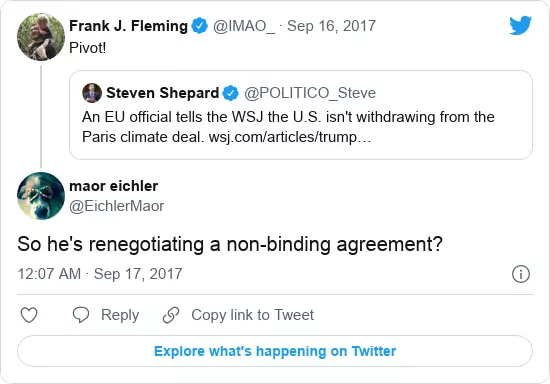 Frank J. Fleming @IMAO_ · Sep 16, 2017
Pivot!
Steven Shepard @POLITICO_Steve
An EU official tells the WSJ the U.S. isn't withdrawing from the
Paris climate deal. wsj.com/articles/trump…
maor eichler
@EichlerMaor
So he's renegotiating a non-binding agreement?
12:07 AM · Sep 17, 2017
Reply Copy link to Tweet
Explore what's happening on Twitter